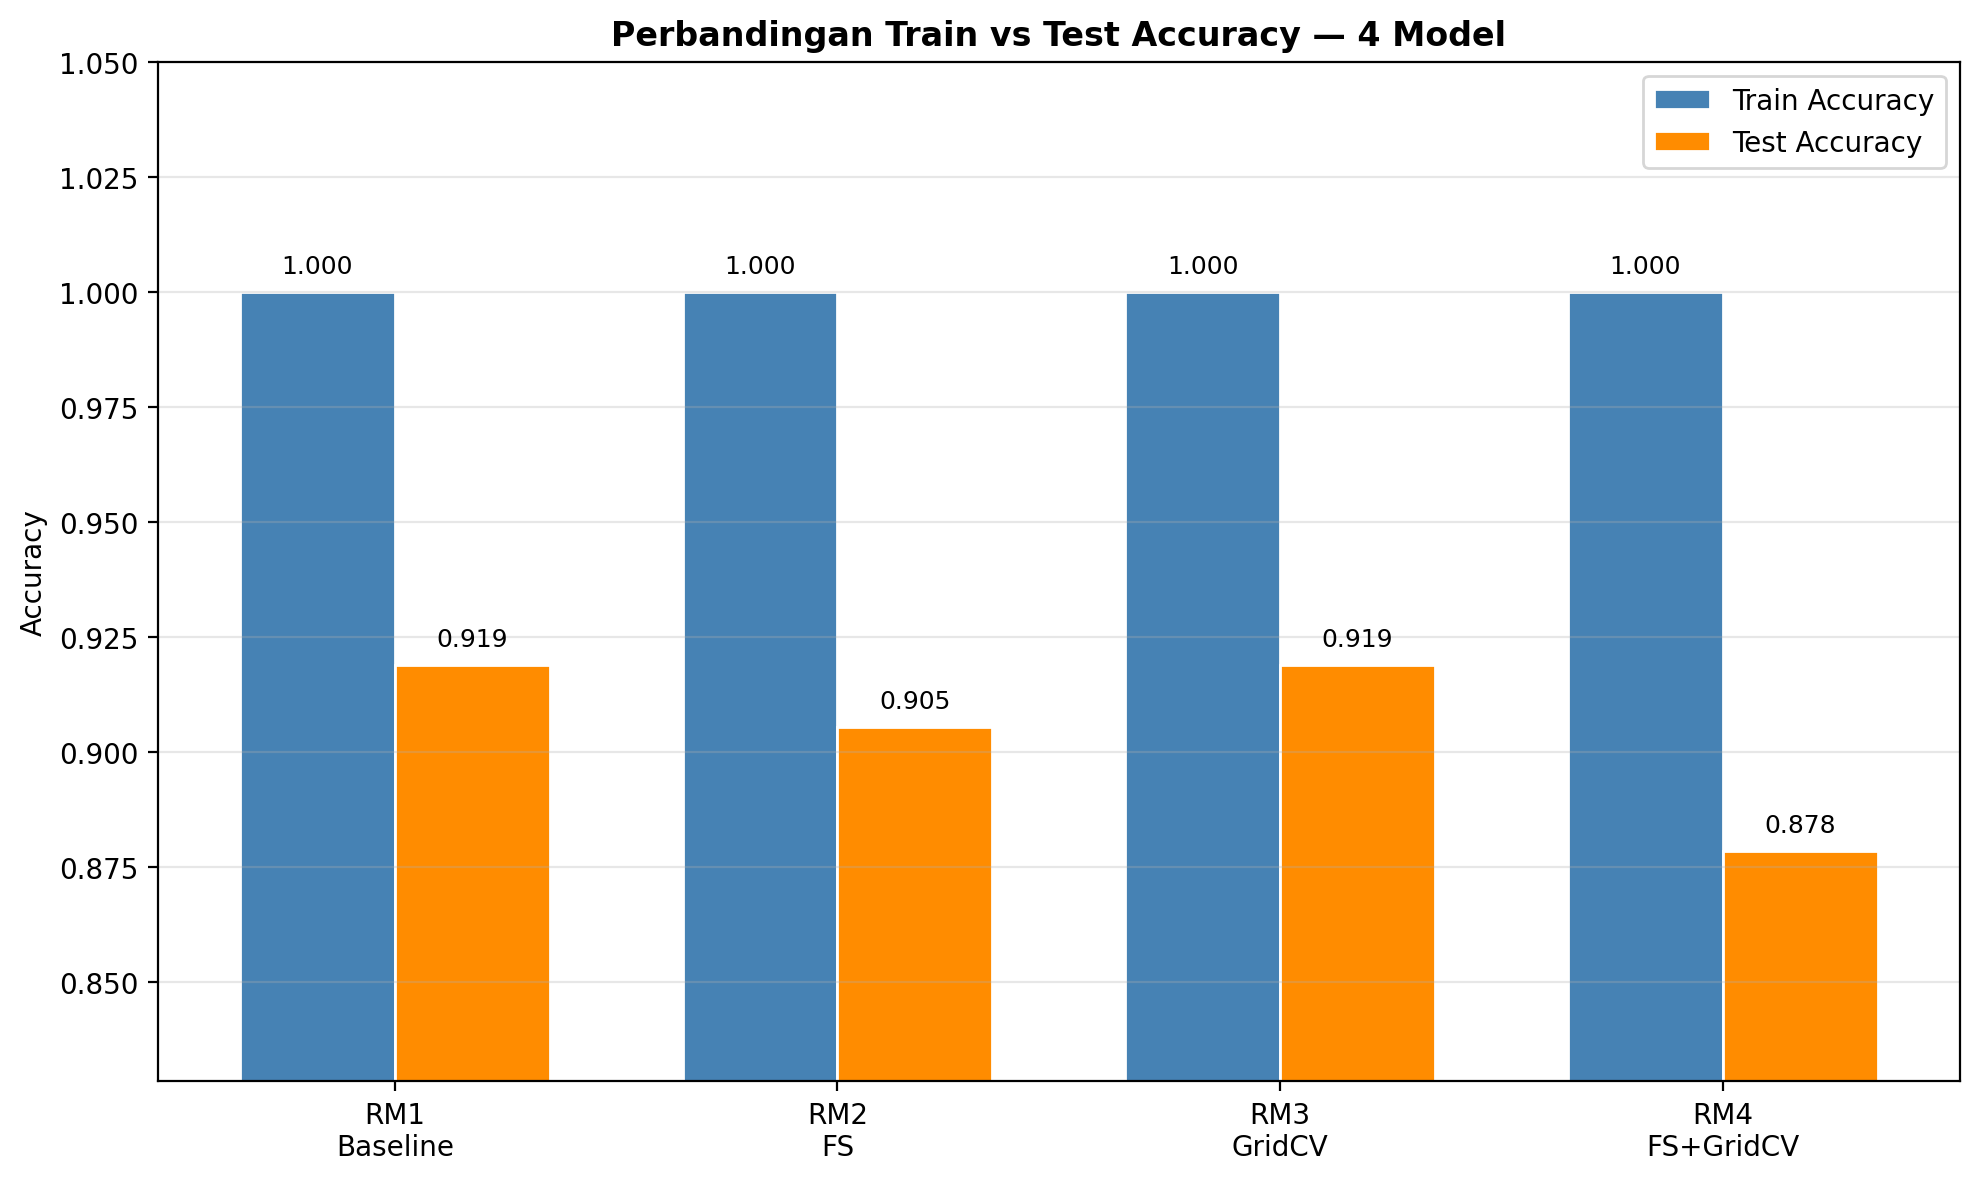 Perbandingan Train vs Test Accuracy — 4 Model
Train Accuracy
Test Accuracy
Accuracy
1.050
1.025
1.000
0.975
0.950
0.925
0.900
0.875
0.850
1.000
0.919
1.000
0.905
1.000
0.919
1.000
0.878
RM1
Baseline
RM2
FS
RM3
GridCV
RM4
FS+GridCV